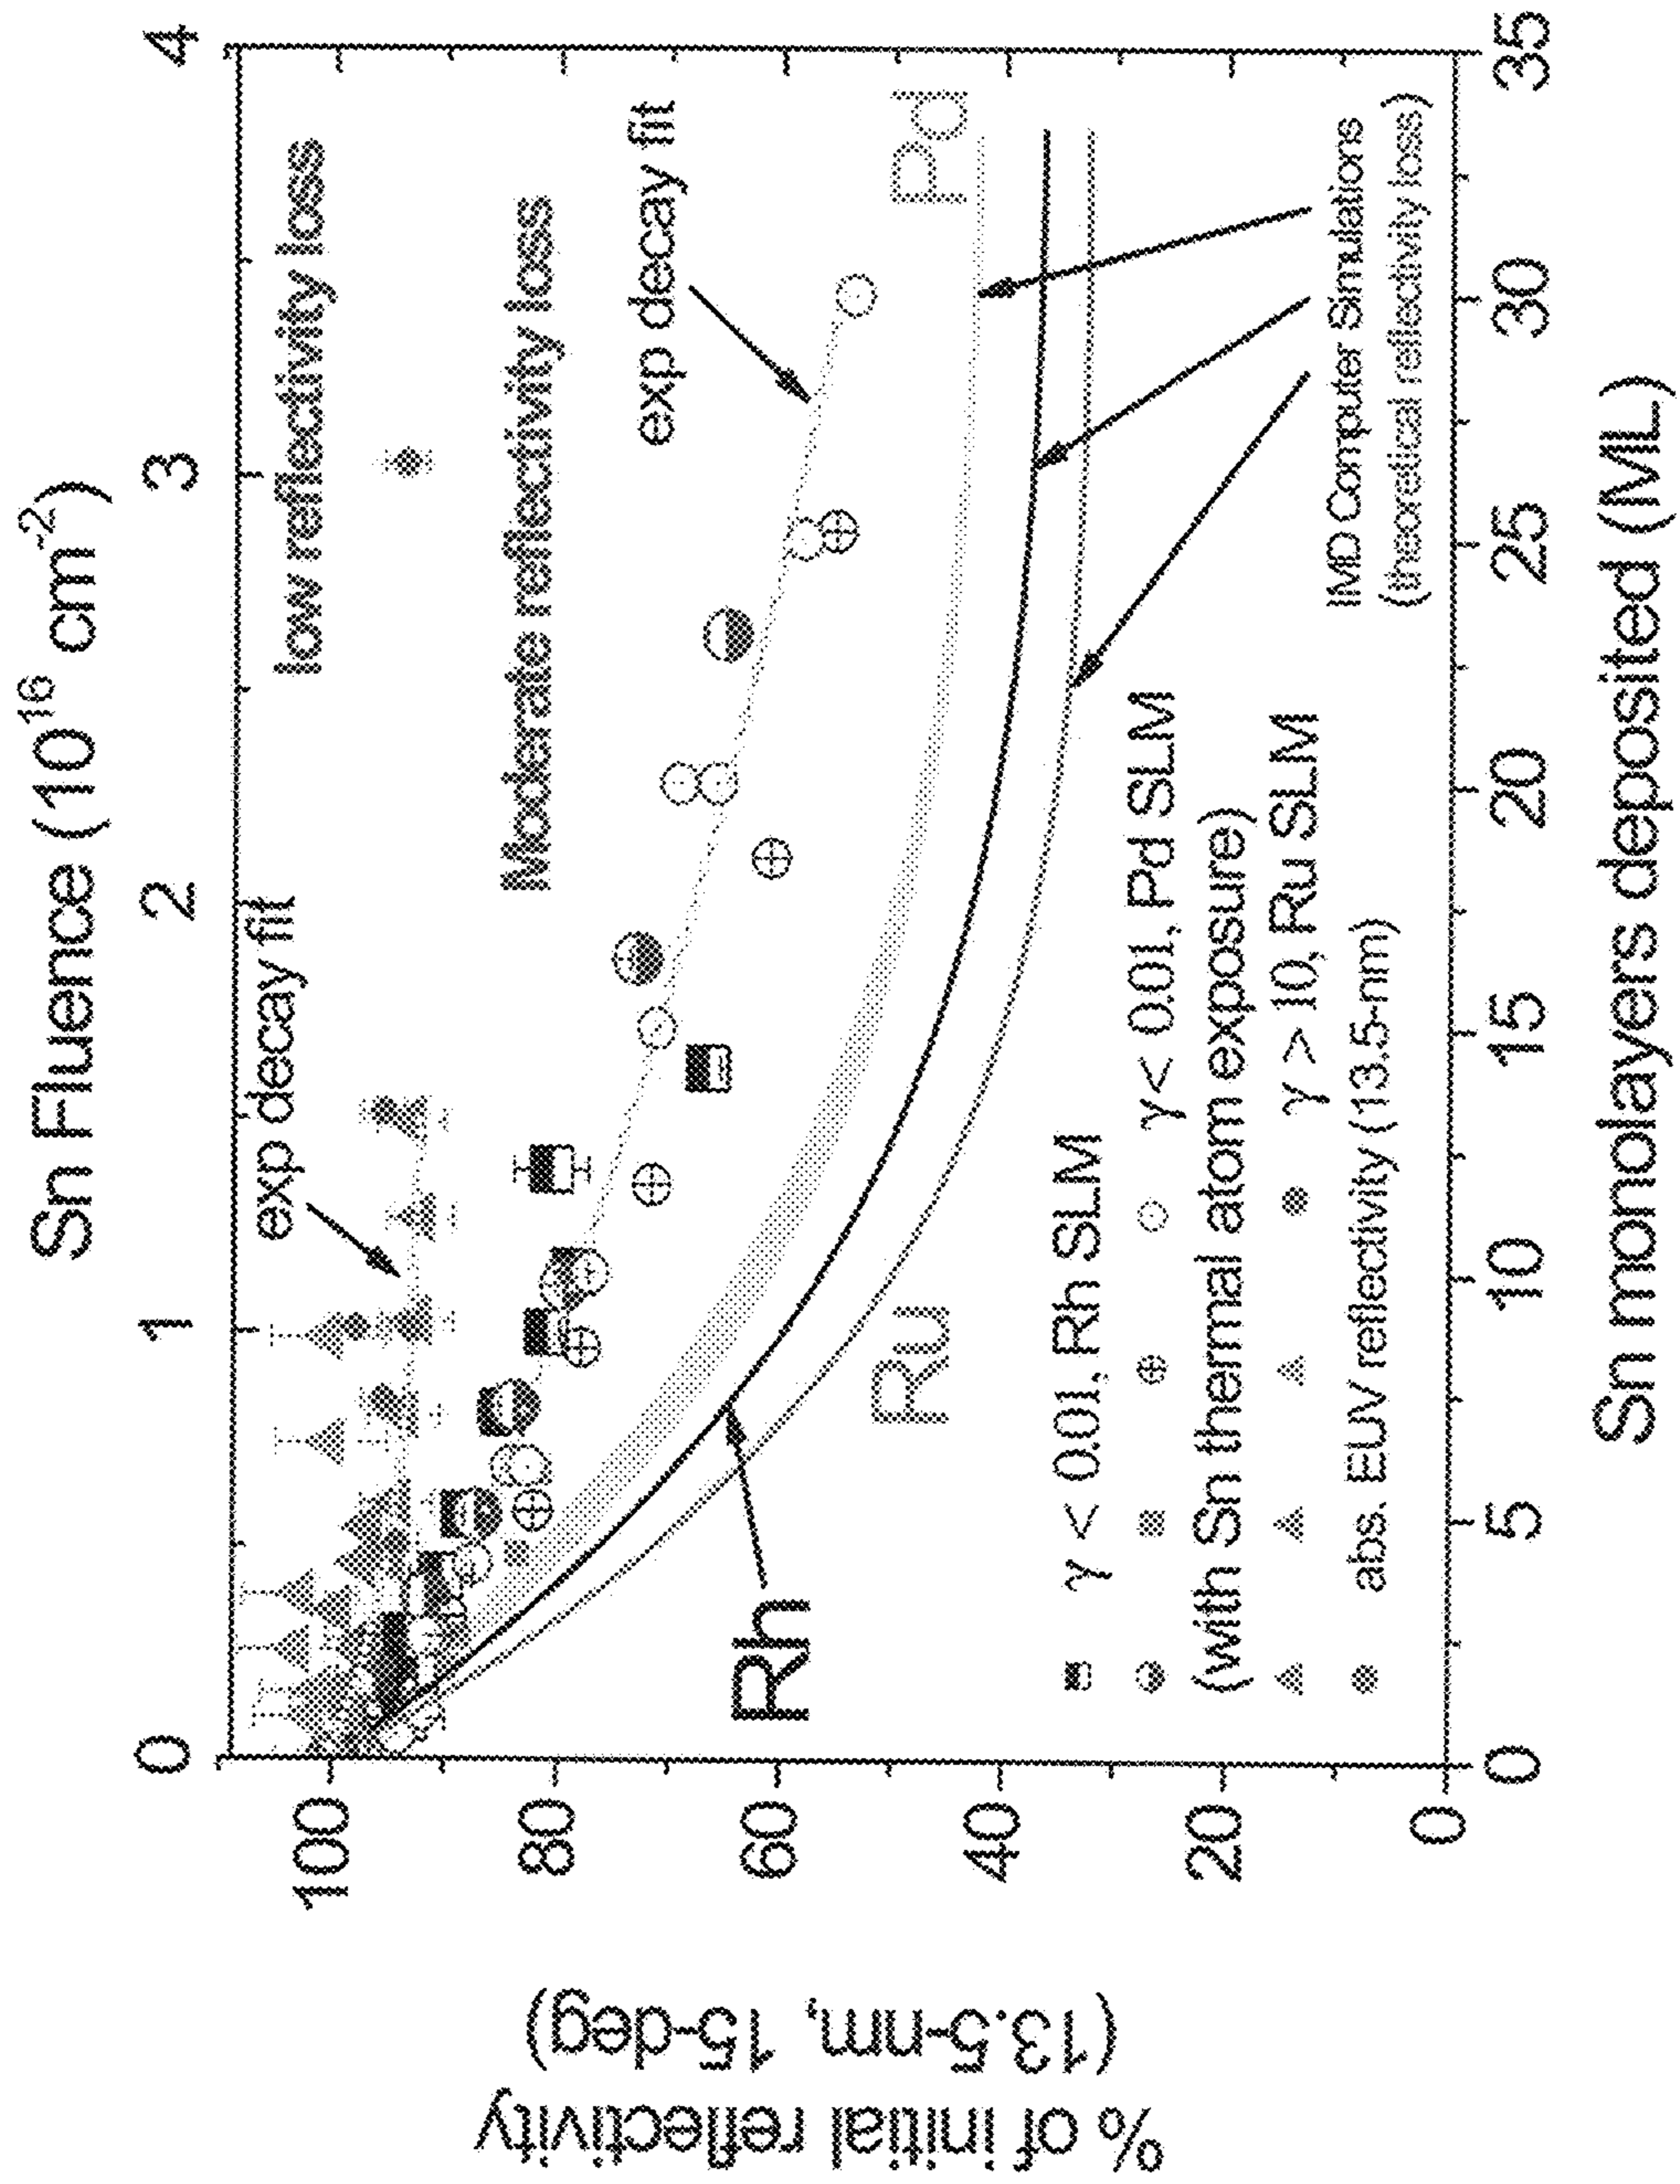 Sn Fluence (10^16 cm^-2)
0 1 2 3 4
exp decay fit
low reflectivity loss
Moderate reflectivity loss
exp decay fit
Pd
Ru
Rh
γ < 0.01, Rh SLM
γ < 0.01, Pd SLM
(with Sn thermal atom exposure)
γ > 10, Ru SLM
abs. EUV reflectivity (13.5-nm)
IMD Computer Simulations
(theoretical reflectivity loss)
100
80
60
40
20
0
0 5 10 15 20 25 30 35
Sn monolayers deposited (ML)
% of initial reflectivity
(13.5-nm, 15-deg)